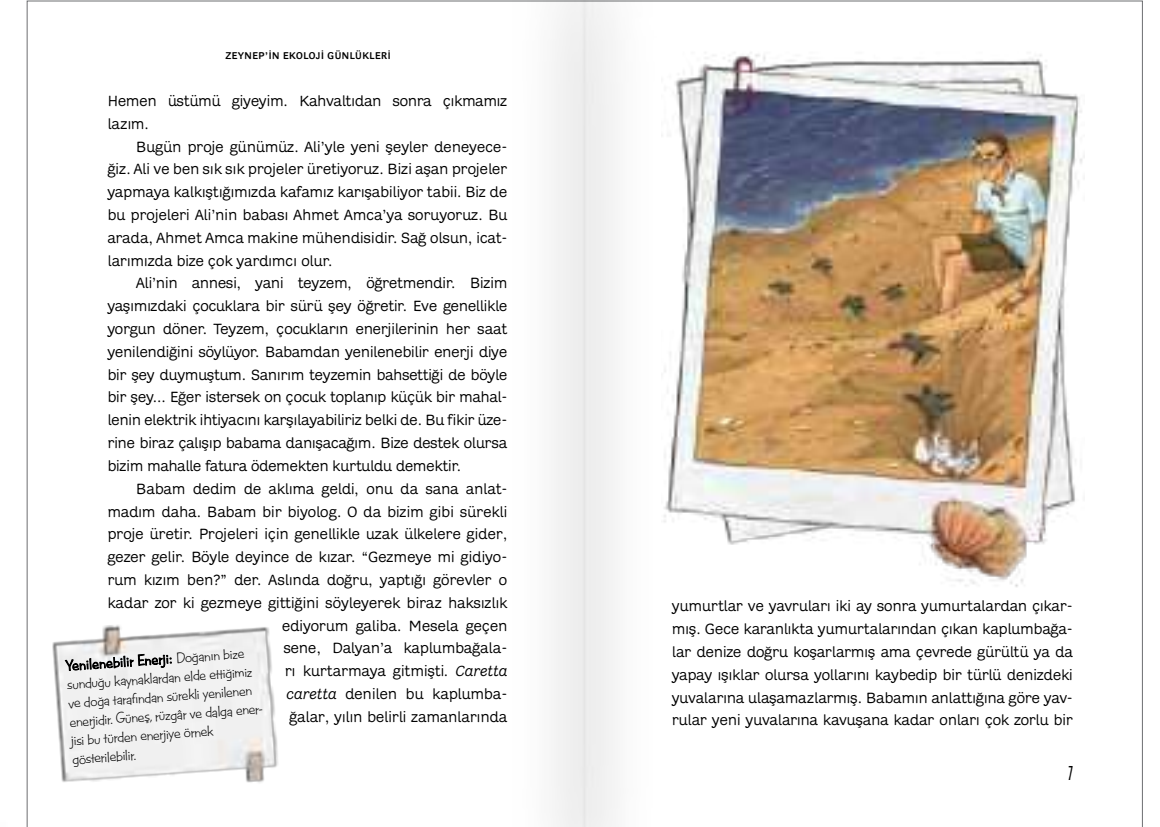 ZEYNEP'İN EKOLOJİ GÜNLÜKLERİ
Hemen üstümü giyeyim. Kahvaltıdan sonra çıkmamız
lazım.
Bugün proje günümüz. Ali'yle yeni şeyler deneyece-
ğiz. Ali ve ben sık sık projeler üretiyoruz. Bizi aşan projeler
yapmaya kalkıştığımızda kafamız karışabiliyor tabii. Biz de
bu projeleri Ali'nin babası Ahmet Amca'ya soruyoruz. Bu
arada, Ahmet Amca makine mühendisidir. Sağ olsun, icat-
larımızda bize çok yardımcı olur.
Ali'nin annesi, yani teyzem, öğretmendir. Bizim
yaşımızdaki çocuklara bir sürü şey öğretir. Eve genellikle
yorgun döner. Teyzem, çocukların enerjilerinin her saat
yenilendiğini söylüyor. Babamdan yenilenebilir enerji diye
bir şey duymuştum. Sanırım teyzemin bahsettiği de böyle
bir şey... Eğer istersek on çocuk toplanıp küçük bir mahal-
lenin elektrik ihtiyacını karşılayabiliriz belki de. Bu fikir üze-
rine biraz çalışıp babama danışacağım. Bize destek olursa
bizim mahalle fatura ödemekten kurtuldu demektir.
Babam dedim de aklıma geldi, onu da sana anlat-
madım daha. Babam bir biyolog. O da bizim gibi sürekli
proje üretir. Projeleri için genellikle uzak ülkelere gider,
gezer gelir. Böyle deyince de kızar. “Gezmeye mi gidiyo-
rum kızım ben?” der. Aslında doğru, yaptığı görevler o
kadar zor ki gezmeye gittiğini söyleyerek biraz haksızlık
ediyorum galiba. Mesela geçen
sene, Dalyan'a kaplumbağala-
rı kurtarmaya gitmişti. Caretta
caretta denilen bu kaplumba-
ğalar, yılın belirli zamanlarında
Yenilenebilir Enerji: Doğanın bize
sunduğu kaynaklardan elde ettiğimiz
ve doğa tarafından sürekli yenilenen
enerjidir. Güneş, rüzgâr ve dalga ener-
jisi bu türden enerjiye örnek
gösterilebilir.
yumurtlar ve yavruları iki ay sonra yumurtalardan çıkar-
mış. Gece karanlıkta yumurtalarından çıkan kaplumbağa-
lar denize doğru koşarlarmış ama çevrede gürültü ya da
yapay ışıklar olursa yollarını kaybedip bir türlü denizdeki
yuvalarına ulaşamazlarmış. Babamın anlattığına göre yav-
rular yeni yuvalarına kavuşana kadar onları çok zorlu bir
7